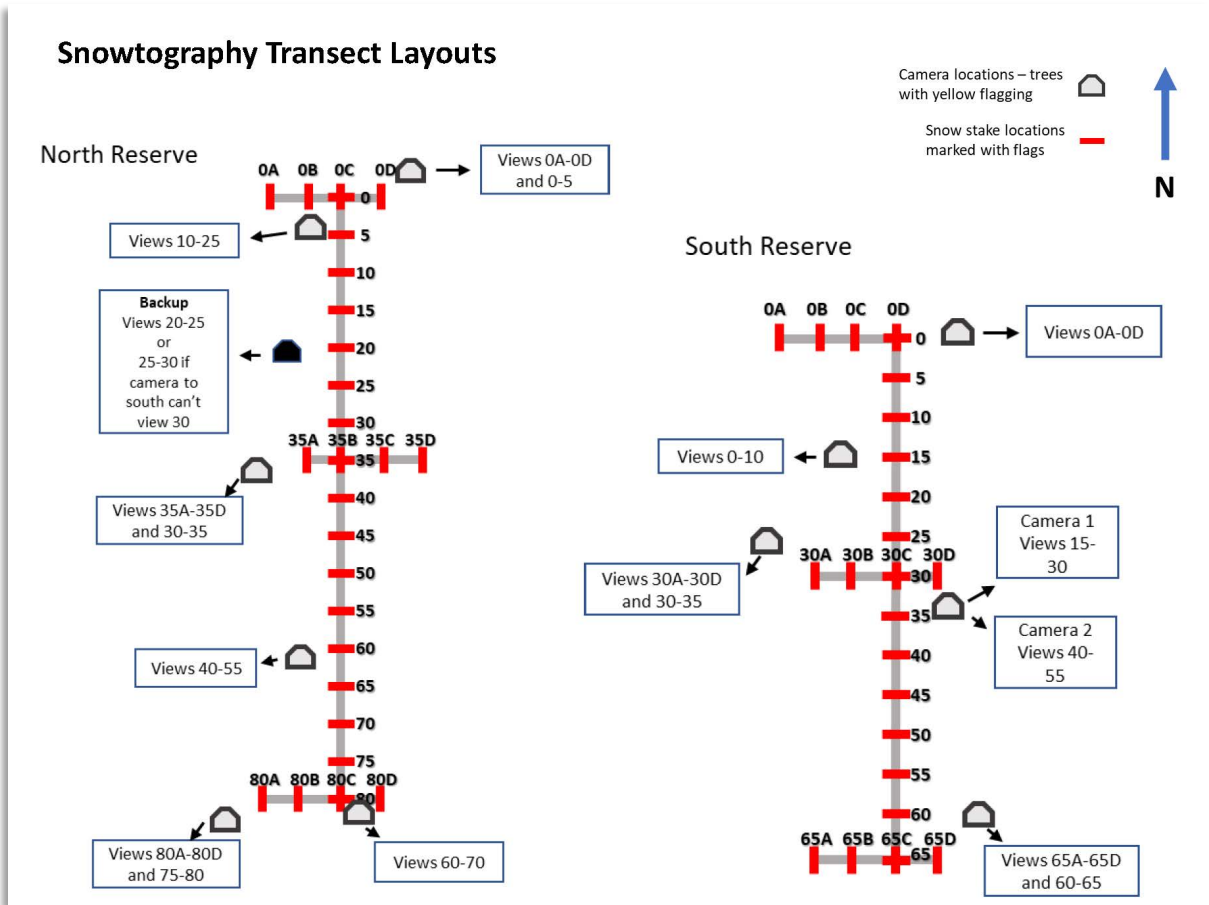 Snowtography Transect Layouts
Camera locations – trees
with yellow flagging
Snow stake locations
marked with flags
N
North Reserve
0A 0B 0C 0D
0
5
10
15
20
25
30
35A 35B 35C 35D
35
40
45
50
55
60
65
70
75
80A 80B 80C 80D
80
Views 0A-0D
and 0-5
Views 10-25
Backup
Views 20-25
or
25-30 if
camera to
south can't
view 30
Views 35A-35D
and 30-35
Views 40-55
Views 80A-80D
and 75-80
Views 60-70
South Reserve
0A 0B 0C 0D
0
5
10
15
20
25
30A 30B 30C 30D
30
35
40
45
50
55
60
65A 65B 65C 65D
65
Views 0A-0D
Views 0-10
Views 30A-30D
and 30-35
Camera 1
Views 15-
30
Camera 2
Views 40-
55
Views 65A-65D
and 60-65